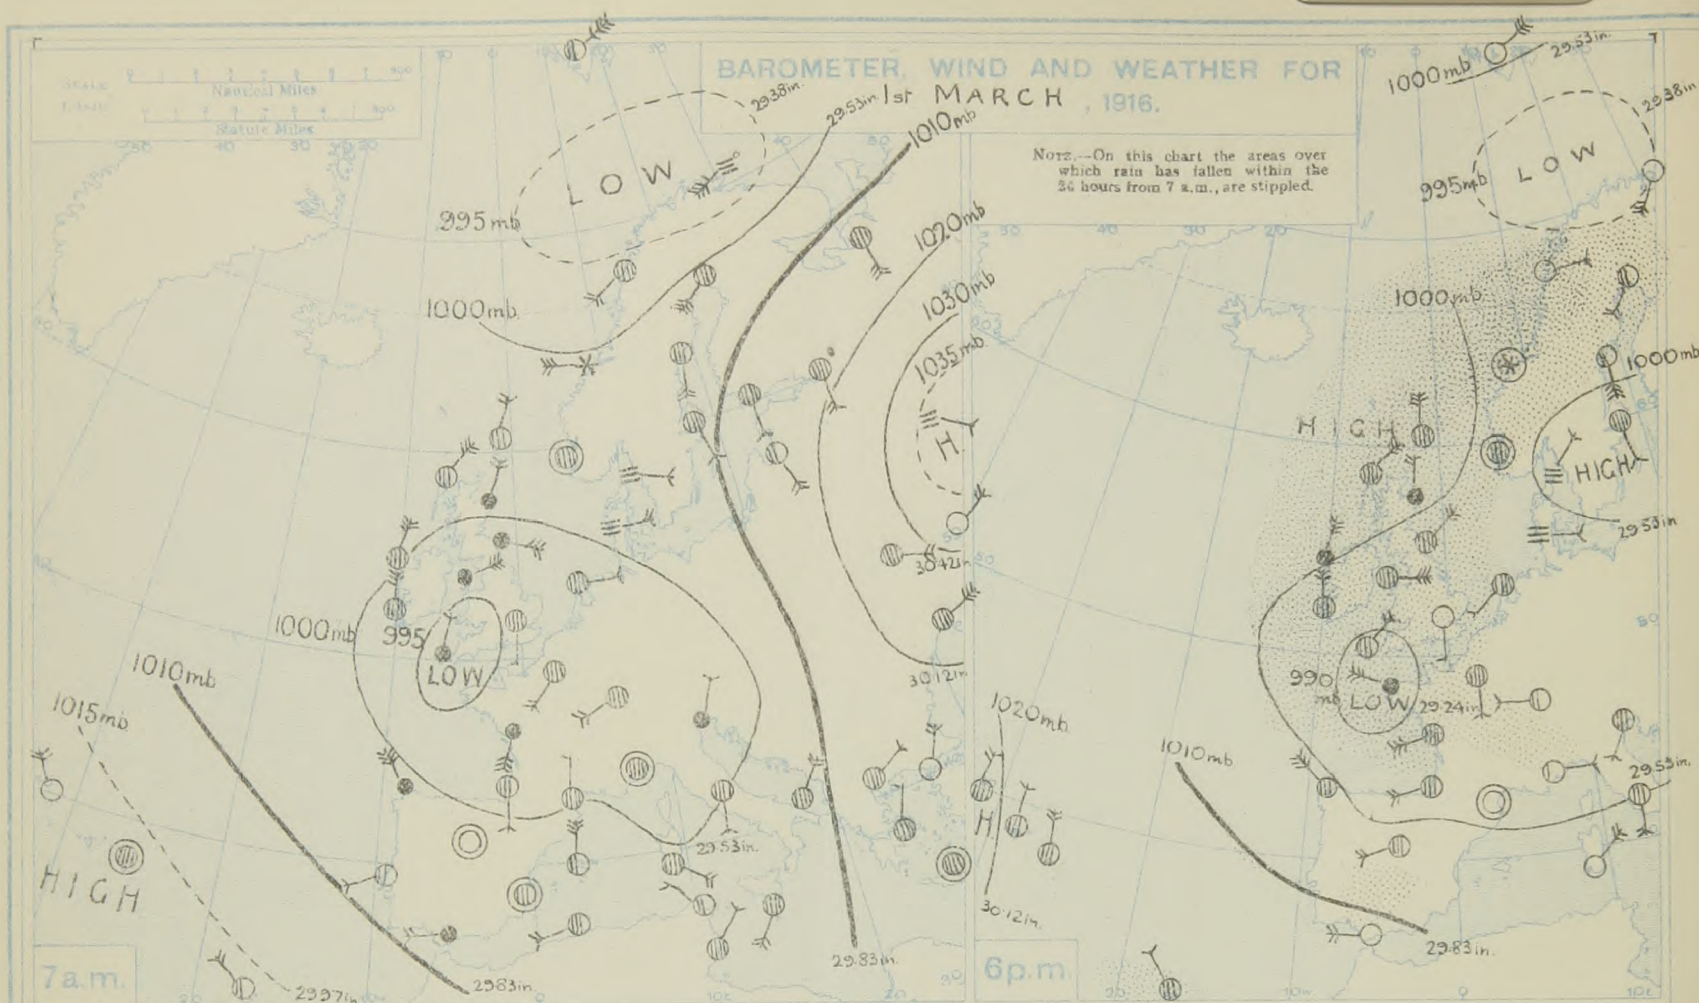 BAROMETER, WIND AND WEATHER FOR
1st MARCH, 1916.
NOTE.—On this chart the areas over
which rain has fallen within the
24 hours from 7 a.m., are stippled.
Nautical Miles
Statute Miles
29.38in.
29.53in.
1010mb
LOW
995mb
1020mb
1030mb
1000mb
1035mb
H
30.42in
1000mb
995
LOW
30.12in
1010mb
1015mb
29.53in.
HIGH
29.83in.
29.83in.
29.97in.
7a.m.
29.53in.
1000mb
29.38in
LOW
995mb
1000mb
1000mb
HIGH
HIGH
29.53in
990
mb
LOW
29.24in
1020mb
1010mb
29.53in.
H
30.12in.
29.83in.
6p.m.